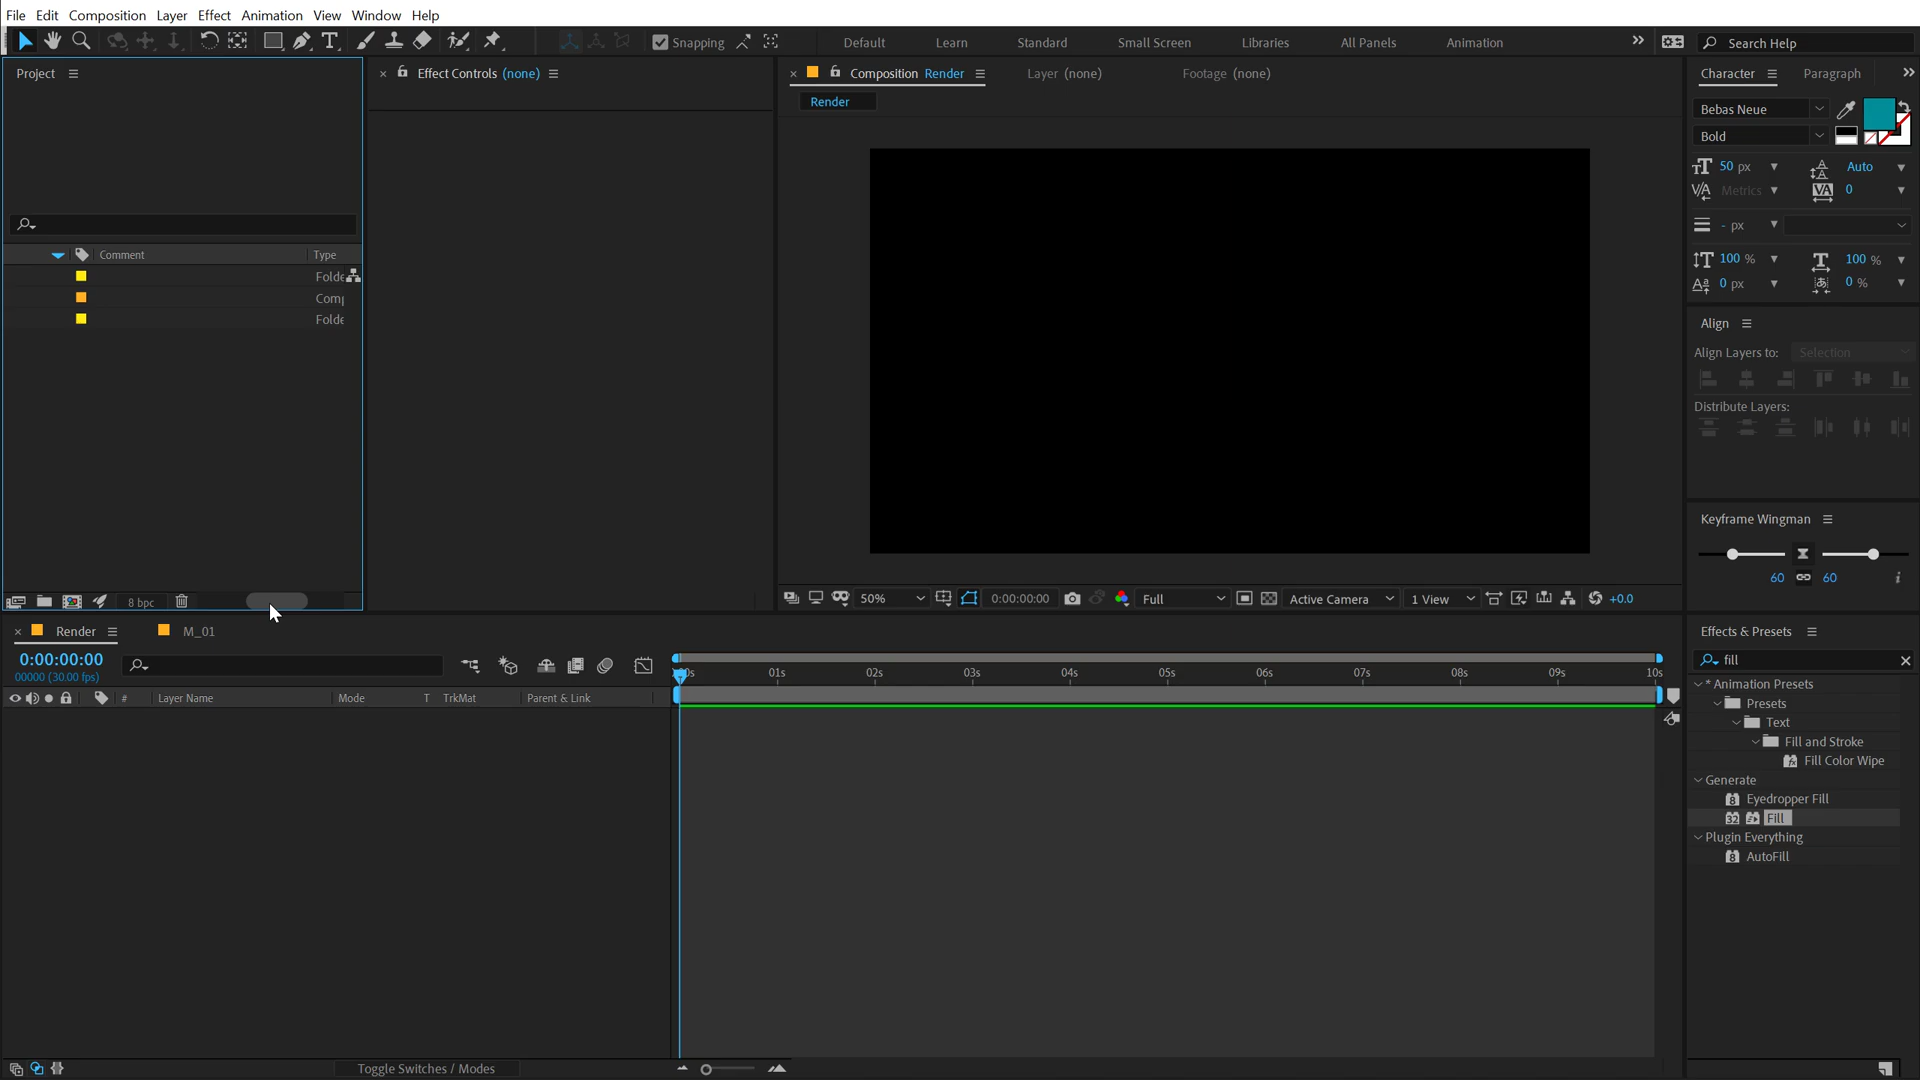 File Edit Composition Layer Effect Animation View Window Help
Snapping Default Learn Standard Small Screen Libraries All Panels Animation Search Help
Project
Effect Controls (none)
Composition Render
Layer (none)
Footage (none)
Render
Character Paragraph
Bebas Neue
Bold
50 px Auto
Metrics 0
- px
100 % 100 %
0 px 0 %
Align
Align Layers to: Selection
Distribute Layers:
Comment Type
Folde
Comp
Folde
8 bpc
50% 0:00:00:00 Full Active Camera 1 View +0.0
Keyframe Wingman
60 60
Render M_01
0:00:00:00
00000 (30.00 fps)
# Layer Name Mode T TrkMat Parent & Link
01s 02s 03s 04s 05s 06s 07s 08s 09s 10s
Effects & Presets
fill
* Animation Presets
Presets
Text
Fill and Stroke
Fill Color Wipe
Generate
Eyedropper Fill
Fill
Plugin Everything
AutoFill
Toggle Switches / Modes